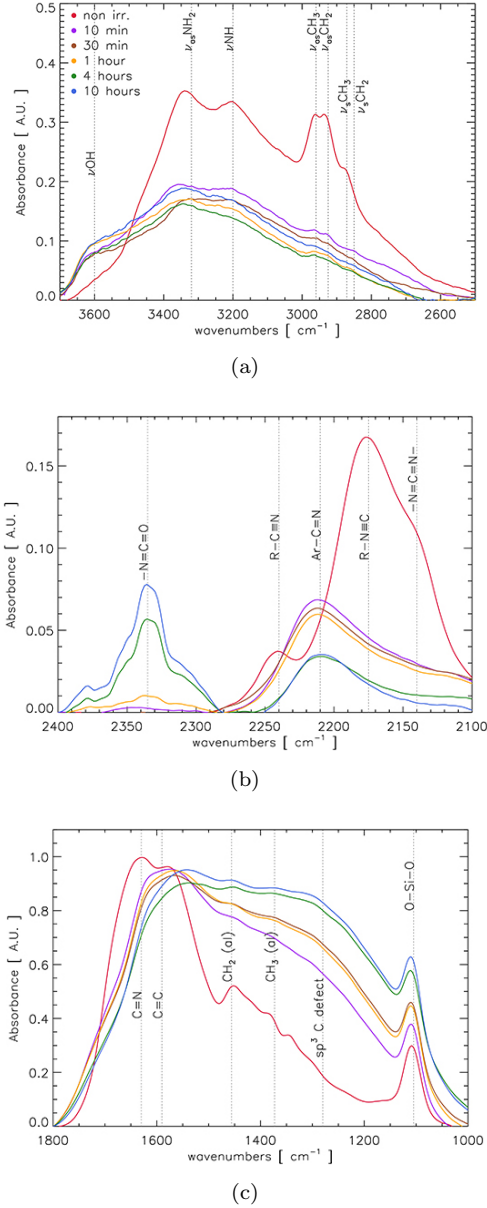 0.5
0.4
0.3
0.2
0.1
0.0
Absorbance [ A.U. ]
non irr.
10 min
30 min
1 hour
4 hours
10 hours
νOH
νasNH2
νNH
νasCH3
νasCH2
νsCH3
νsCH2
3600 3400 3200 3000 2800 2600
wavenumbers [ cm-1 ]
(a)
0.15
0.10
0.05
0.00
Absorbance [ A.U. ]
-N=C=O
R-C≡N
Ar-C=N
R-N≡C
-N=C=N-
2400 2350 2300 2250 2200 2150 2100
wavenumbers [ cm-1 ]
(b)
1.0
0.8
0.6
0.4
0.2
0.0
Absorbance [ A.U. ]
C=N
C=C
CH2 (al)
CH3 (al)
sp3 C. defect
O-Si-O
1800 1600 1400 1200 1000
wavenumbers [ cm-1 ]
(c)